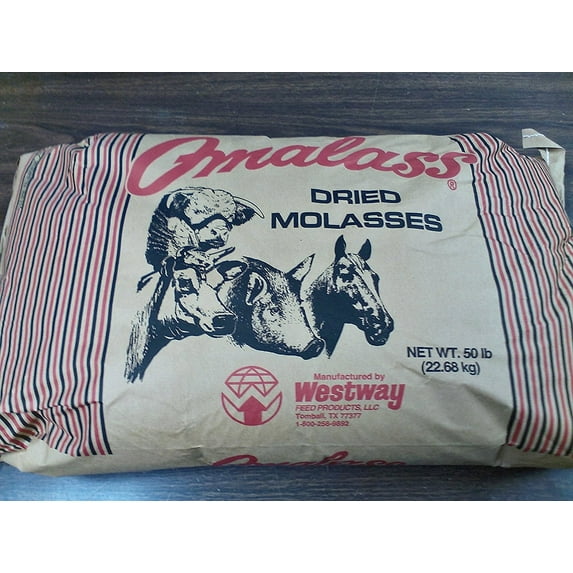 Omalass®
DRIED
MOLASSES
NET WT. 50 lb
(22.68 kg)
Manufactured by
Westway
FEED PRODUCTS, LLC
Tomball, TX 77377
1-800-256-9892
Omalass